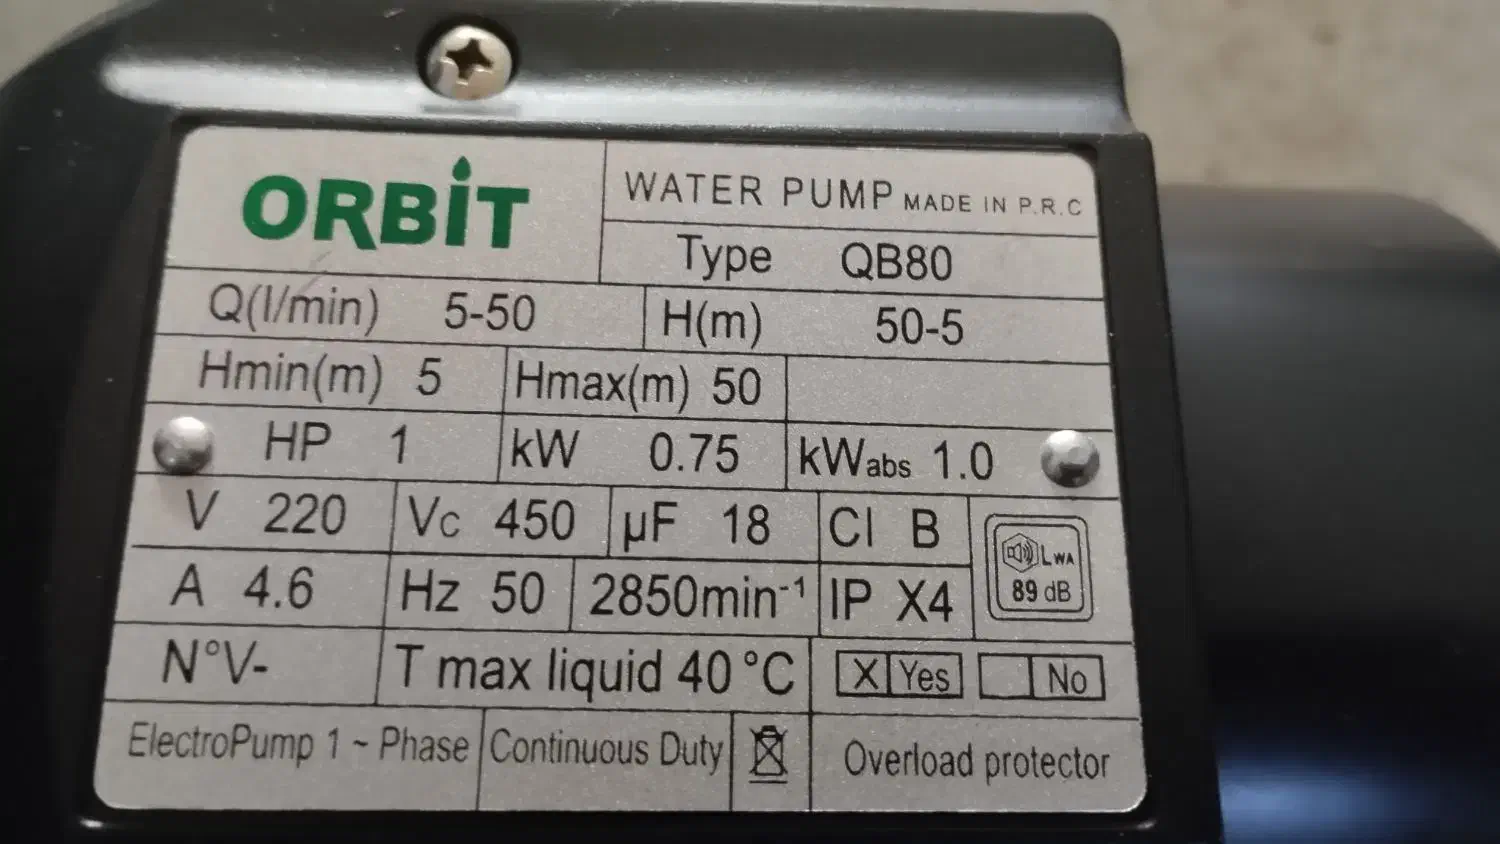 ORBIT
WATER PUMP MADE IN P.R.C
Type QB80
Q(l/min) 5-50 H(m) 50-5
Hmin(m) 5 Hmax(m) 50
HP 1 kW 0.75 kWabs 1.0
V 220 Vc 450 µF 18 Cl B
LWA
89 dB
A 4.6 Hz 50 2850min⁻¹ IP X4
N°V- T max liquid 40 °C X Yes No
ElectroPump 1 ~ Phase Continuous Duty Overload protector